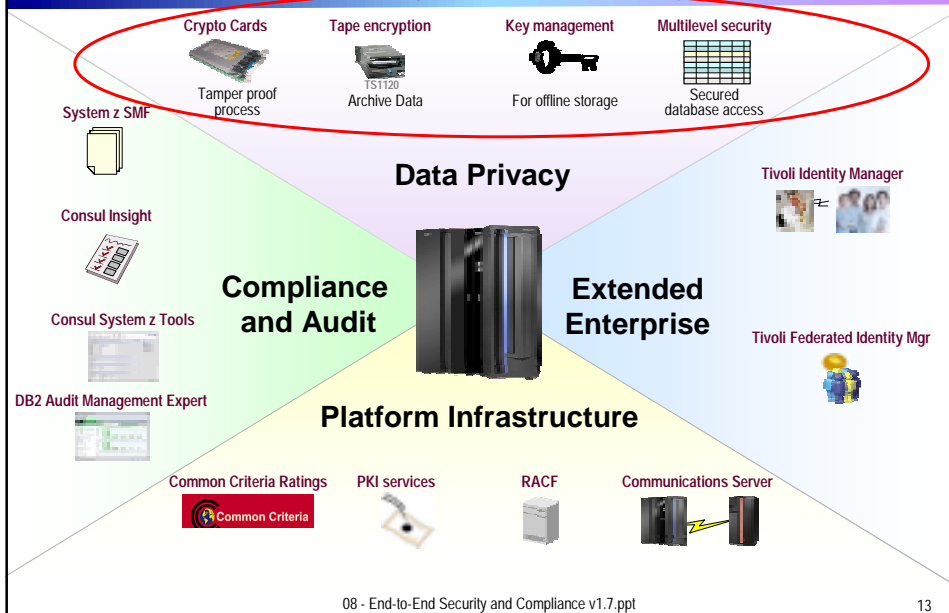 Crypto Cards
Tape encryption
Key management
Multilevel security
TS1120
Tamper proof
process
Archive Data
For offline storage
Secured
database access
System z SMF
Data Privacy
Tivoli Identity Manager
Consul Insight
Compliance
and Audit
Extended
Enterprise
Consul System z Tools
Tivoli Federated Identity Mgr
DB2 Audit Management Expert
Platform Infrastructure
Common Criteria Ratings
PKI services
RACF
Communications Server
Common Criteria
08 - End-to-End Security and Compliance v1.7.ppt
13